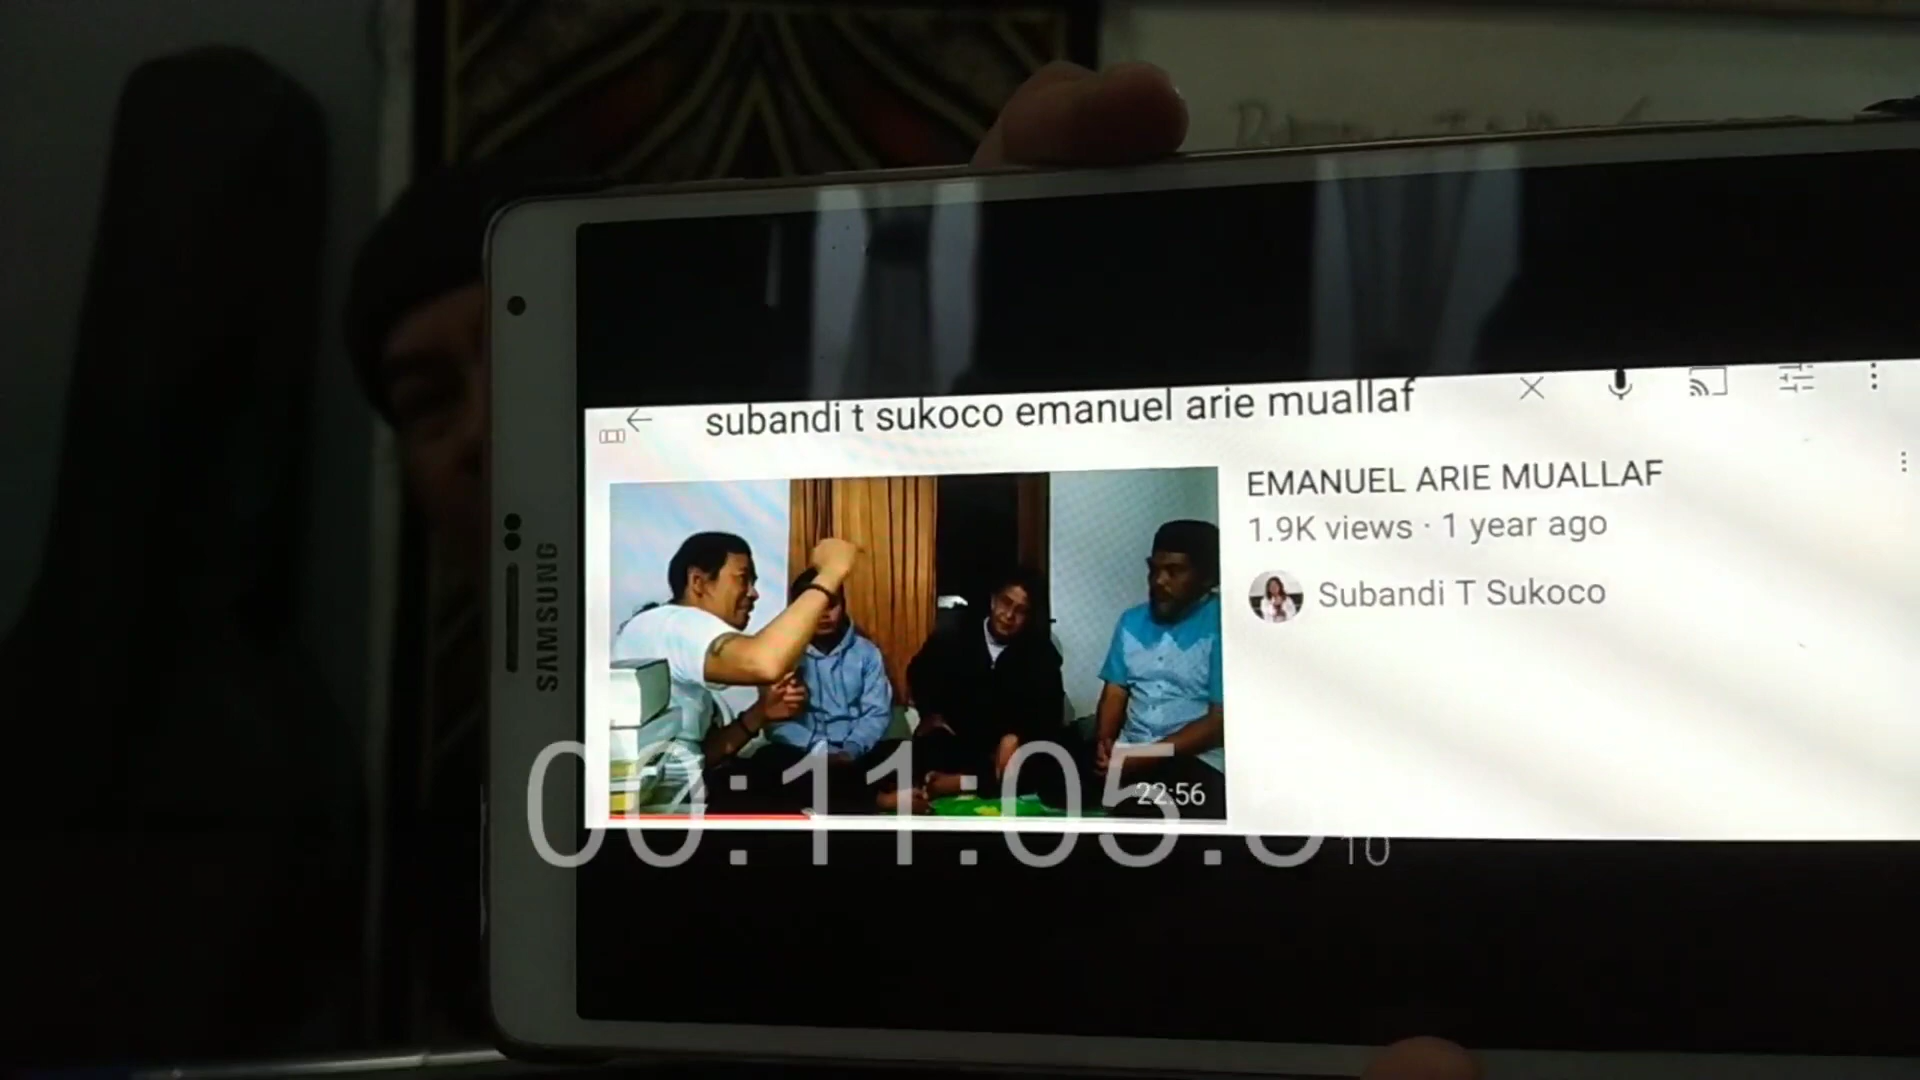 subandi t sukoco emanuel arie muallaf
EMANUEL ARIE MUALLAF
1.9K views · 1 year ago
Subandi T Sukoco
22:56
SAMSUNG
00:11:05.
10